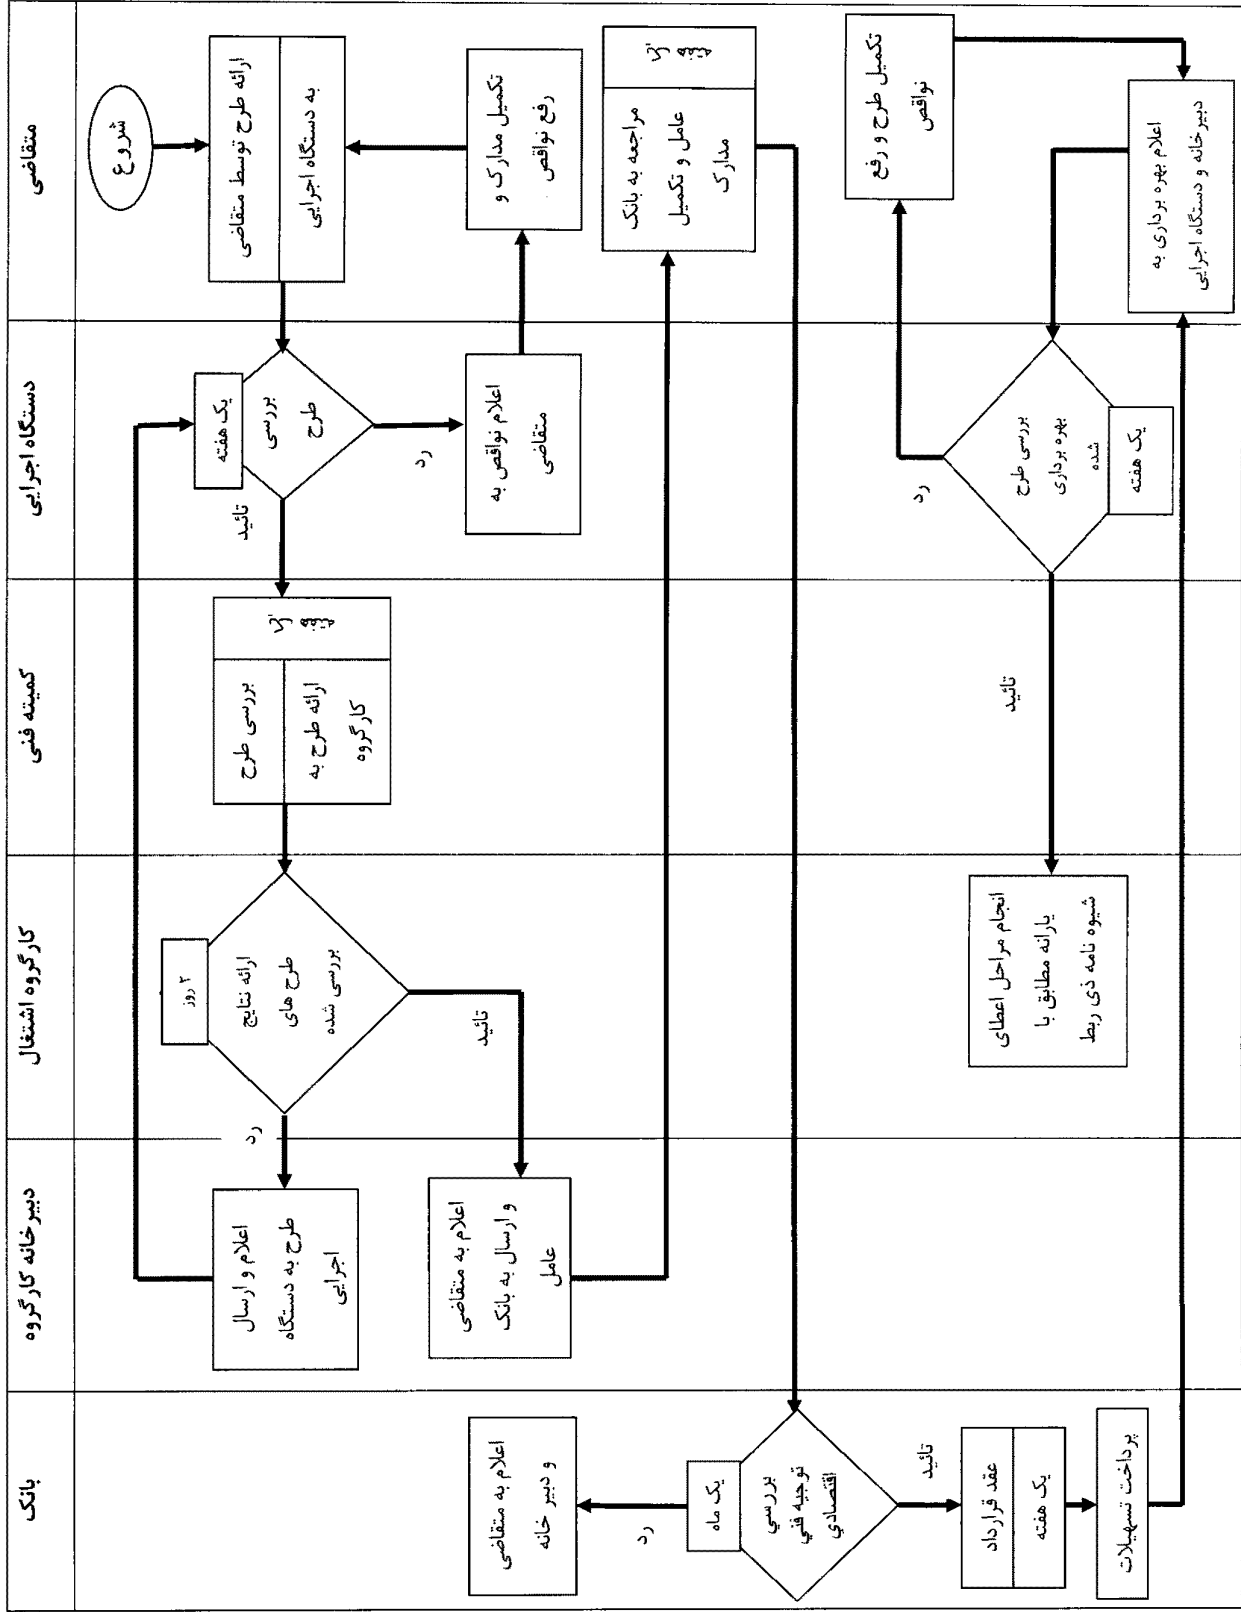 متقاضی
دستگاه اجرایی
کمیته فنی
کارگروه اشتغال
دبیرخانه کارگروه
بانک
شروع
ارائه طرح توسط متقاضی
به دستگاه اجرایی
یک هفته
بررسی
طرح
تائید
رد
اعلام نواقص به
متقاضی
تکمیل مدارک و
رفع نواقص
بررسی طرح
ارائه طرح به
کارگروه
۲ روز
ارائه نتایج
طرح های
بررسی شده
رد
تائید
اعلام و ارسال
طرح به دستگاه
اجرایی
اعلام به متقاضی
و ارسال به بانک
عامل
مراجعه به بانک
عامل و تکمیل
مدارک
یک ماه
بررسي
توجیه فني
اقتصادي
رد
اعلام به متقاضی
و دبیر خانه
تائید
عقد قرارداد
یک هفته
پرداخت تسهیلات
اعلام بهره برداری به
دبیرخانه و دستگاه اجرایی
بررسی طرح
بهره برداری
شده
یک هفته
رد
تکمیل طرح و رفع
نواقص
تائید
انجام مراحل اعطای
یارانه مطابق با
شیوه نامه ذی ربط